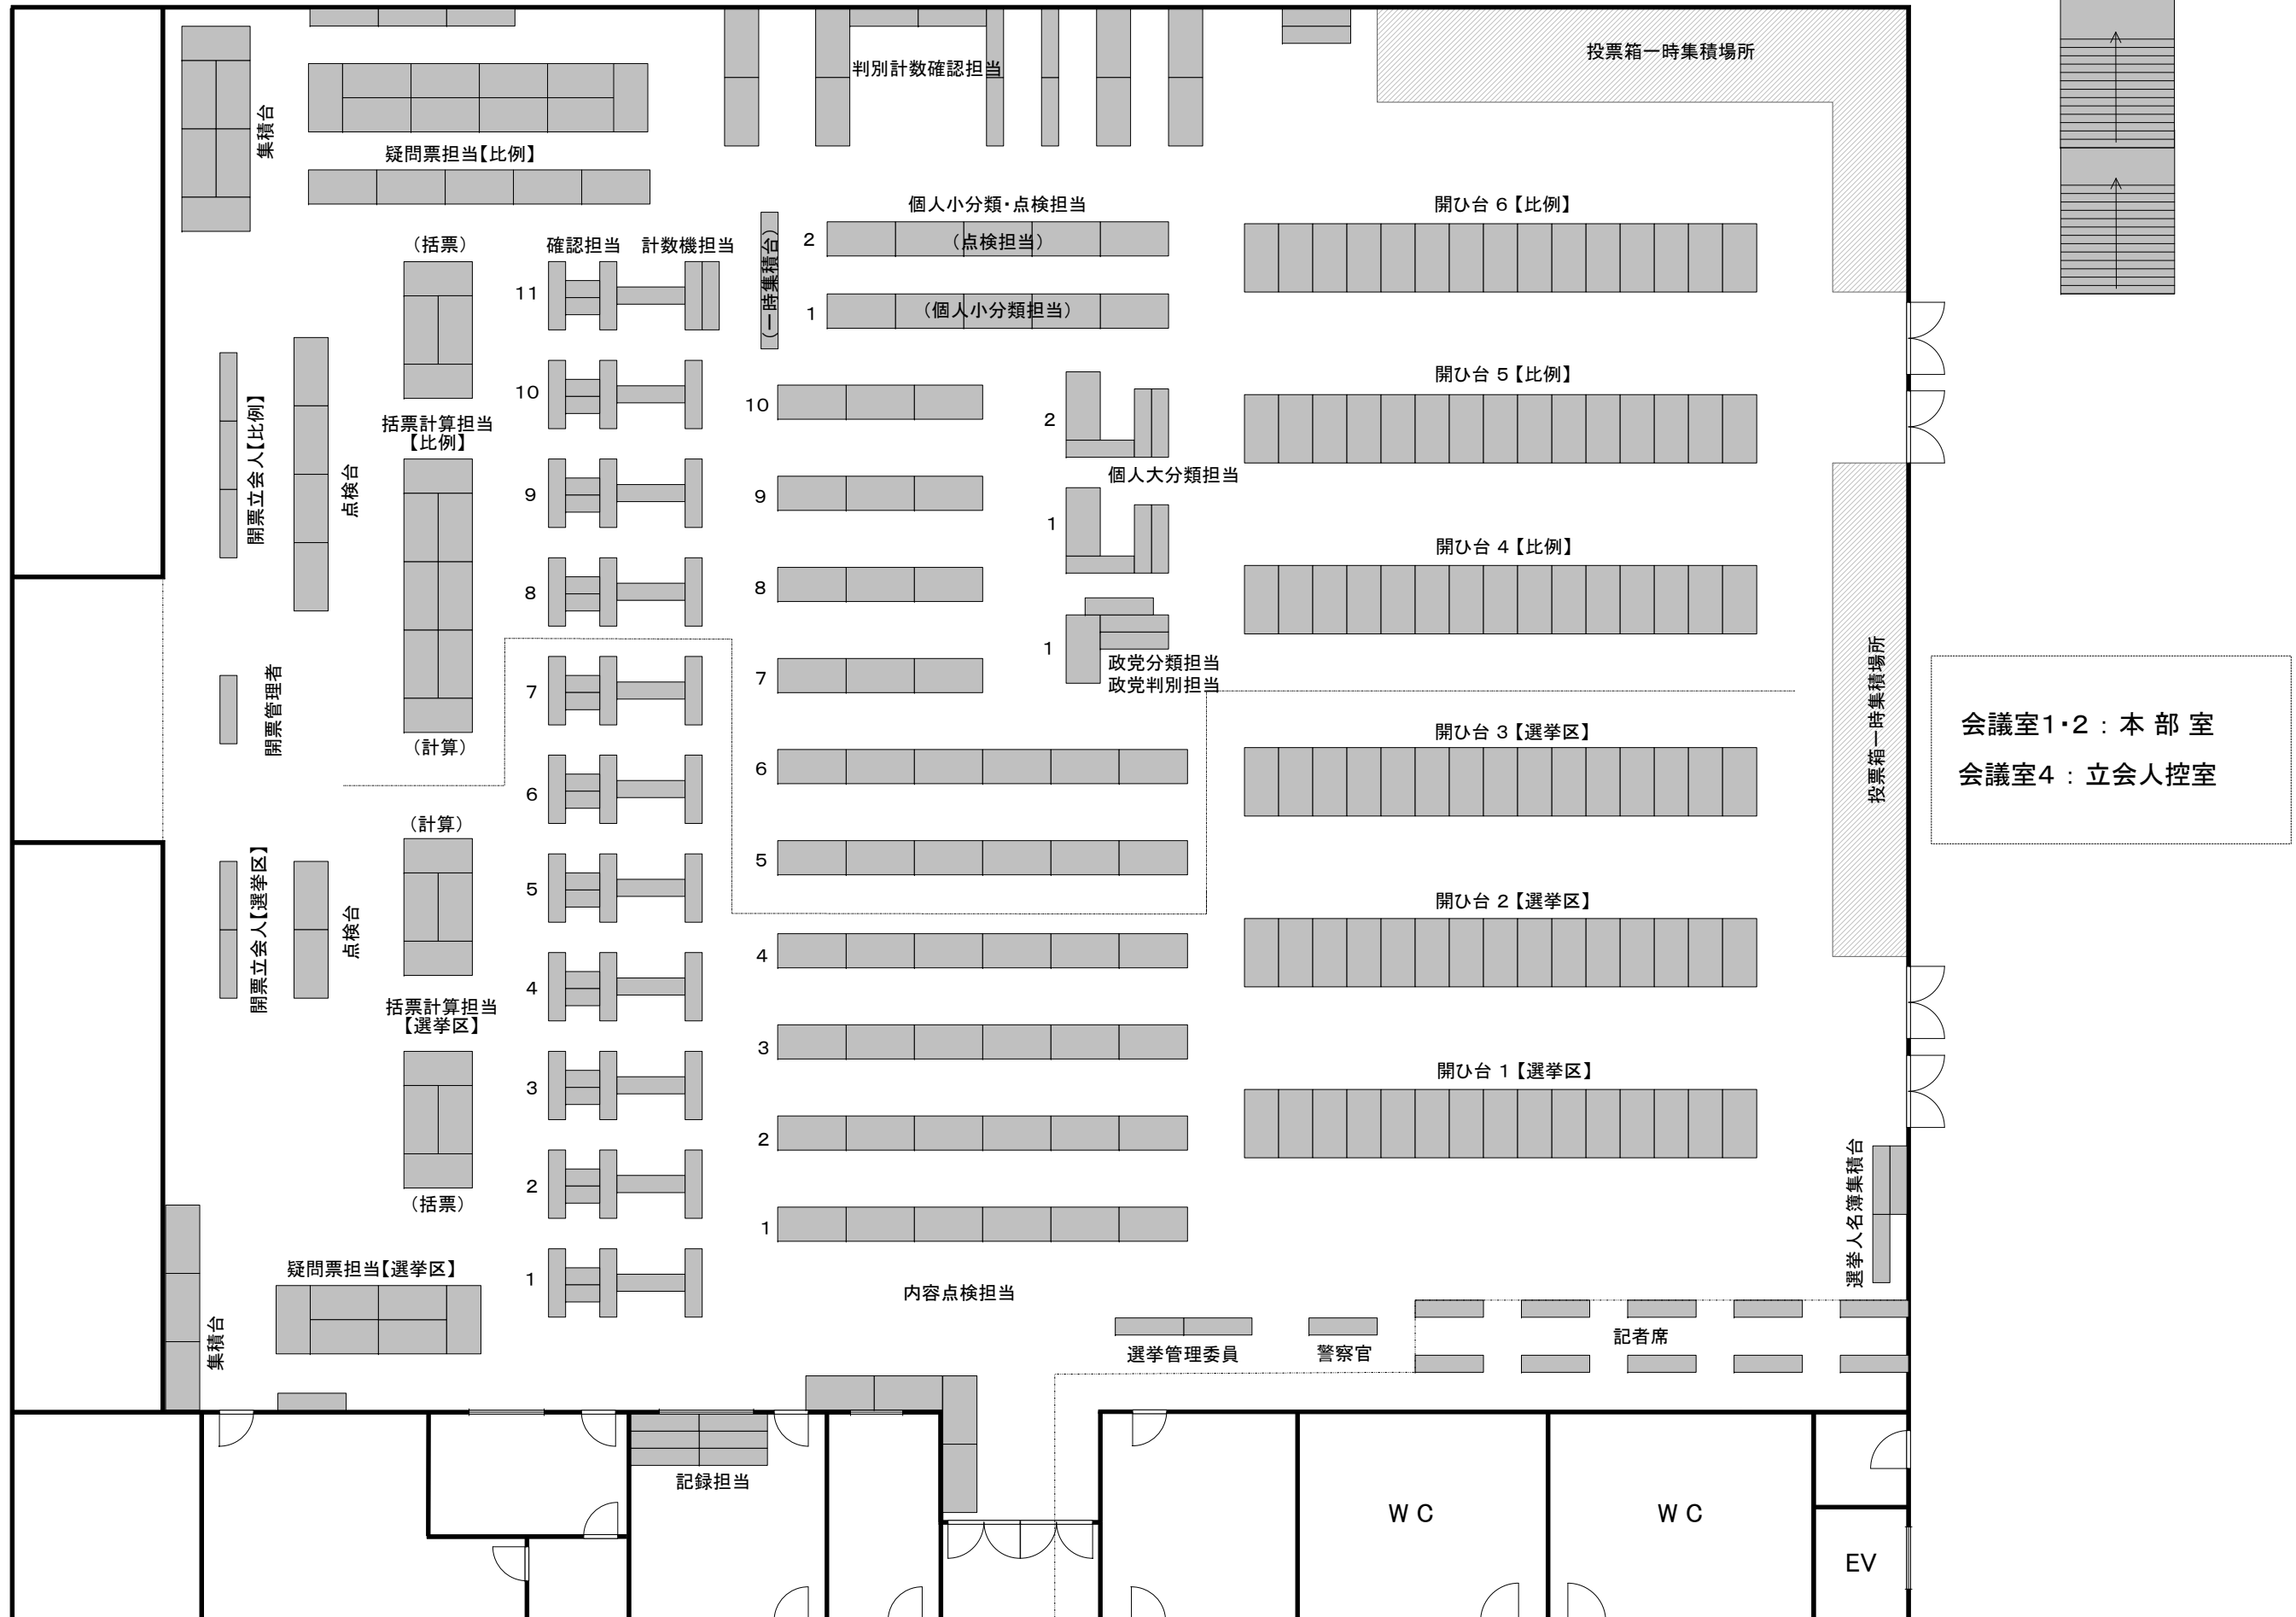 投票箱一時集積場所
判別計数確認担当
集積台
疑問票担当【比例】
個人小分類・点検担当
開ひ台 6【比例】
（括票）
確認担当
計数機担当
（一時集積台）
2
（点検担当）
11
1
（個人小分類担当）
開ひ台 5【比例】
10
10
2
括票計算担当
【比例】
開票立会人【比例】
点検台
個人大分類担当
9
9
1
開ひ台 4【比例】
8
8
1
政党分類担当
政党判別担当
7
7
投票箱一時集積場所
開票管理者
（計算）
開ひ台 3【選挙区】
会議室1・2：本 部 室
会議室4：立会人控室
6
6
（計算）
5
5
開票立会人【選挙区】
点検台
開ひ台 2【選挙区】
4
4
括票計算担当
【選挙区】
3
3
開ひ台 1【選挙区】
2
2
（括票）
1
選挙人名簿集積台
疑問票担当【選挙区】
1
内容点検担当
集積台
選挙管理委員
警察官
記者席
記録担当
W C
W C
EV